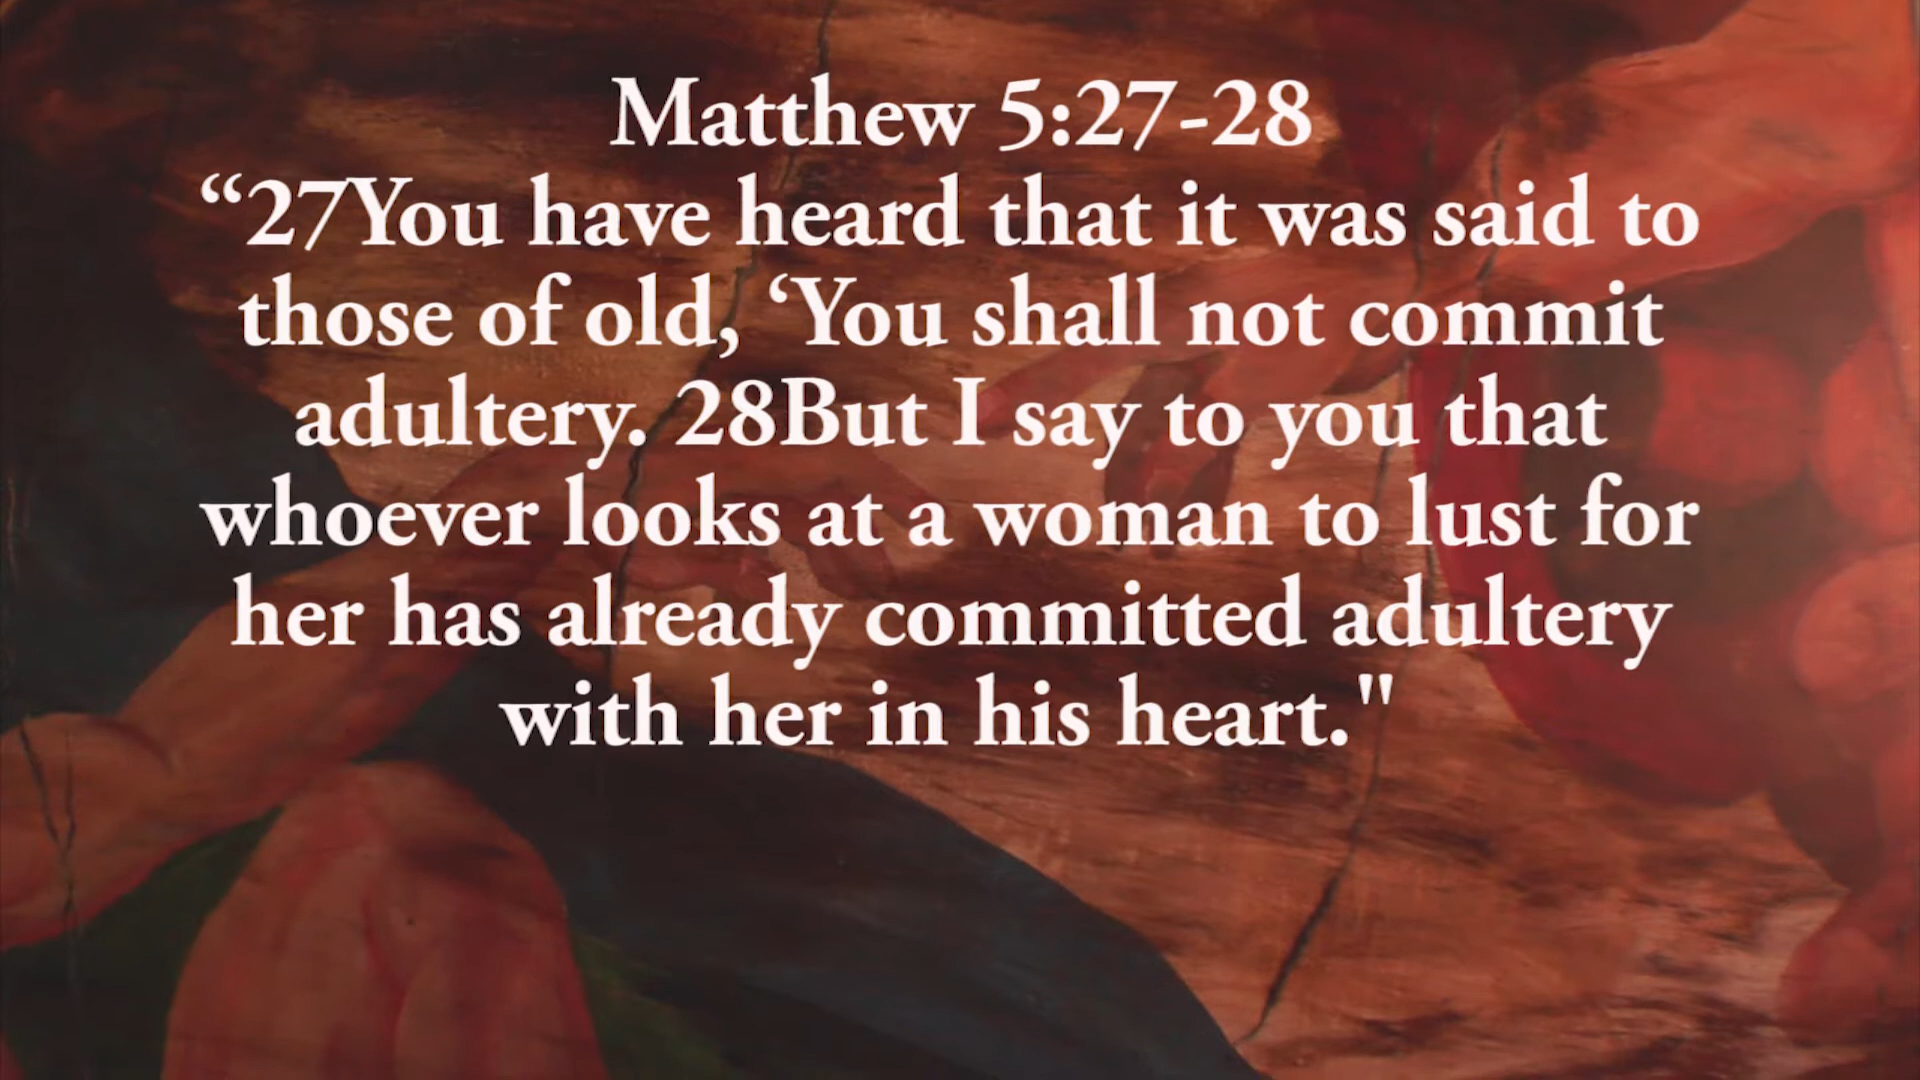 Matthew 5:27-28
“27You have heard that it was said to
those of old, ‘You shall not commit
adultery. 28But I say to you that
whoever looks at a woman to lust for
her has already committed adultery
with her in his heart."